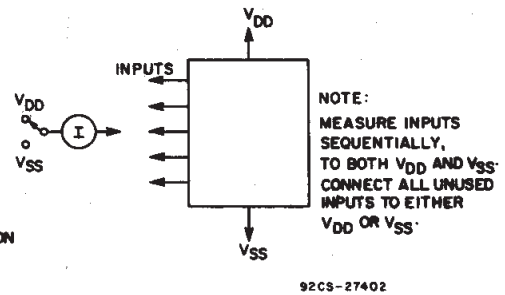 VDD
INPUTS
VDD
I
VSS
NOTE:
MEASURE INPUTS
SEQUENTIALLY,
TO BOTH VDD AND VSS.
CONNECT ALL UNUSED
INPUTS TO EITHER
VDD OR VSS.
VSS
ON
92CS-27402